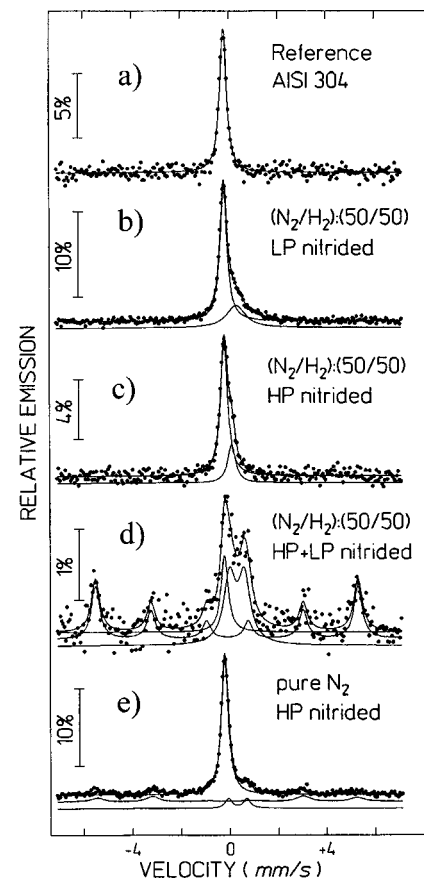 a)
Reference
AISI 304
5%
b)
(N₂/H₂):(50/50)
LP nitrided
10%
c)
(N₂/H₂):(50/50)
HP nitrided
4%
d)
(N₂/H₂):(50/50)
HP+LP nitrided
1%
e)
pure N₂
HP nitrided
10%
RELATIVE EMISSION
-4 0 +4
VELOCITY (mm/s)